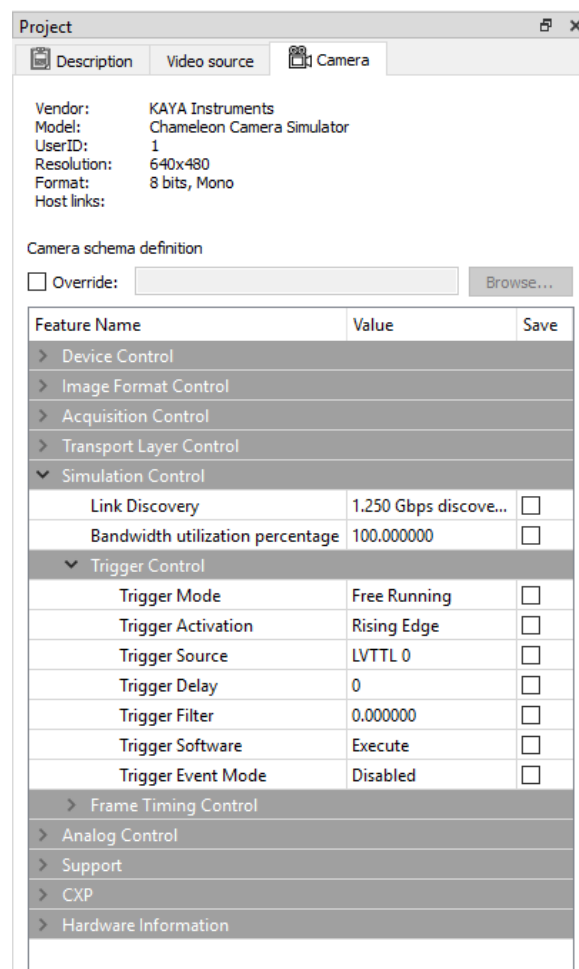 Project
Description Video source Camera
Vendor: KAYA Instruments
Model: Chameleon Camera Simulator
UserID: 1
Resolution: 640x480
Format: 8 bits, Mono
Host links:
Camera schema definition
Override: Browse...
Feature Name Value Save
Device Control
Image Format Control
Acquisition Control
Transport Layer Control
Simulation Control
Link Discovery 1.250 Gbps discove...
Bandwidth utilization percentage 100.000000
Trigger Control
Trigger Mode Free Running
Trigger Activation Rising Edge
Trigger Source LVTTL 0
Trigger Delay 0
Trigger Filter 0.000000
Trigger Software Execute
Trigger Event Mode Disabled
Frame Timing Control
Analog Control
Support
CXP
Hardware Information